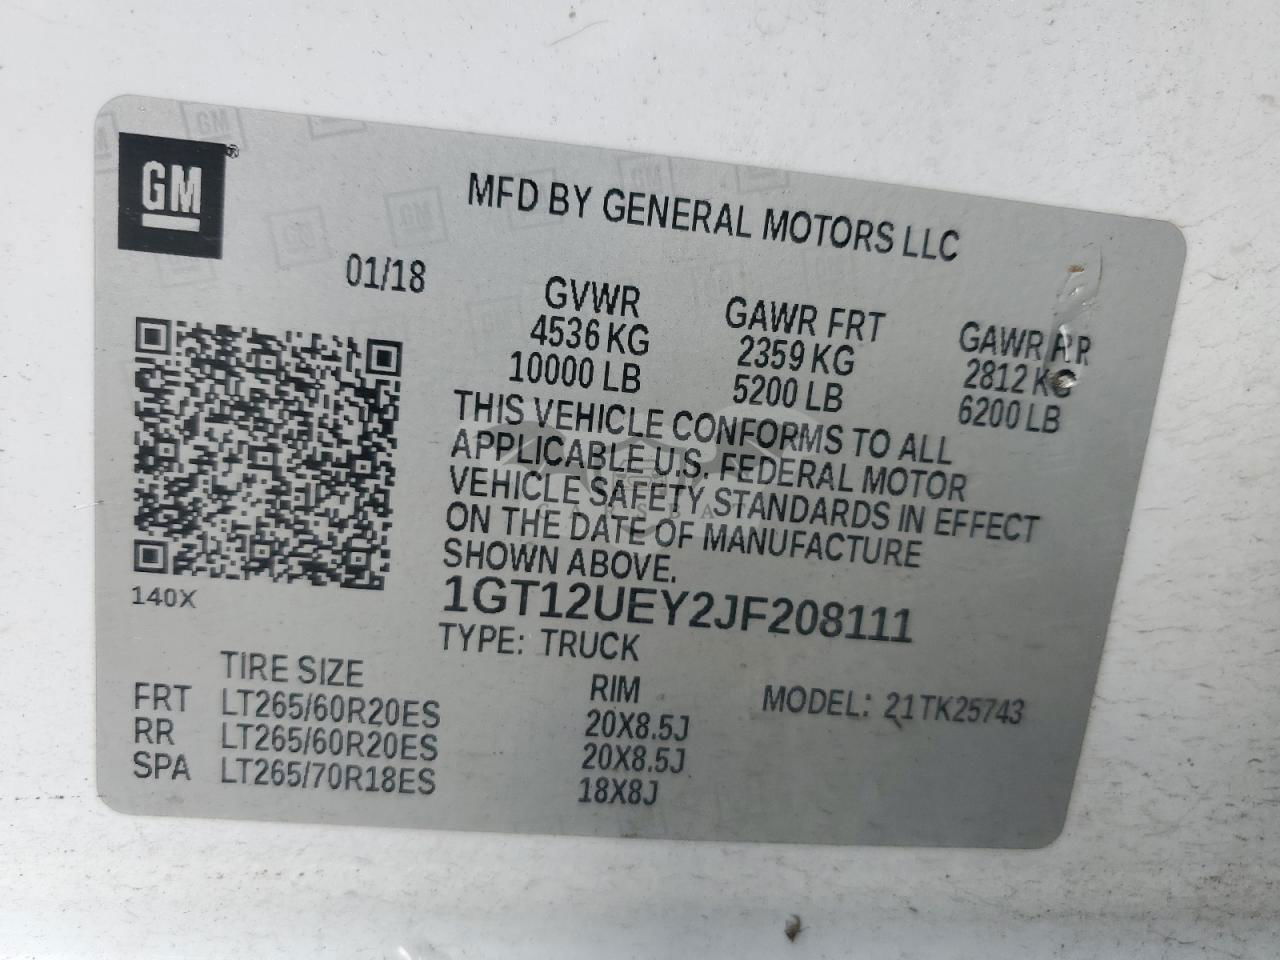 GM
MFD BY GENERAL MOTORS LLC
01/18
GVWR GAWR FRT GAWR RR
4536 KG 2359 KG 2812 KG
10000 LB 5200 LB 6200 LB
THIS VEHICLE CONFORMS TO ALL
APPLICABLE U.S. FEDERAL MOTOR
VEHICLE SAFETY STANDARDS IN EFFECT
ON THE DATE OF MANUFACTURE
SHOWN ABOVE.
140X
1GT12UEY2JF208111
TYPE: TRUCK
TIRE SIZE RIM MODEL: 21TK25743
FRT LT265/60R20ES 20X8.5J
RR LT265/60R20ES 20X8.5J
SPA LT265/70R18ES 18X8J